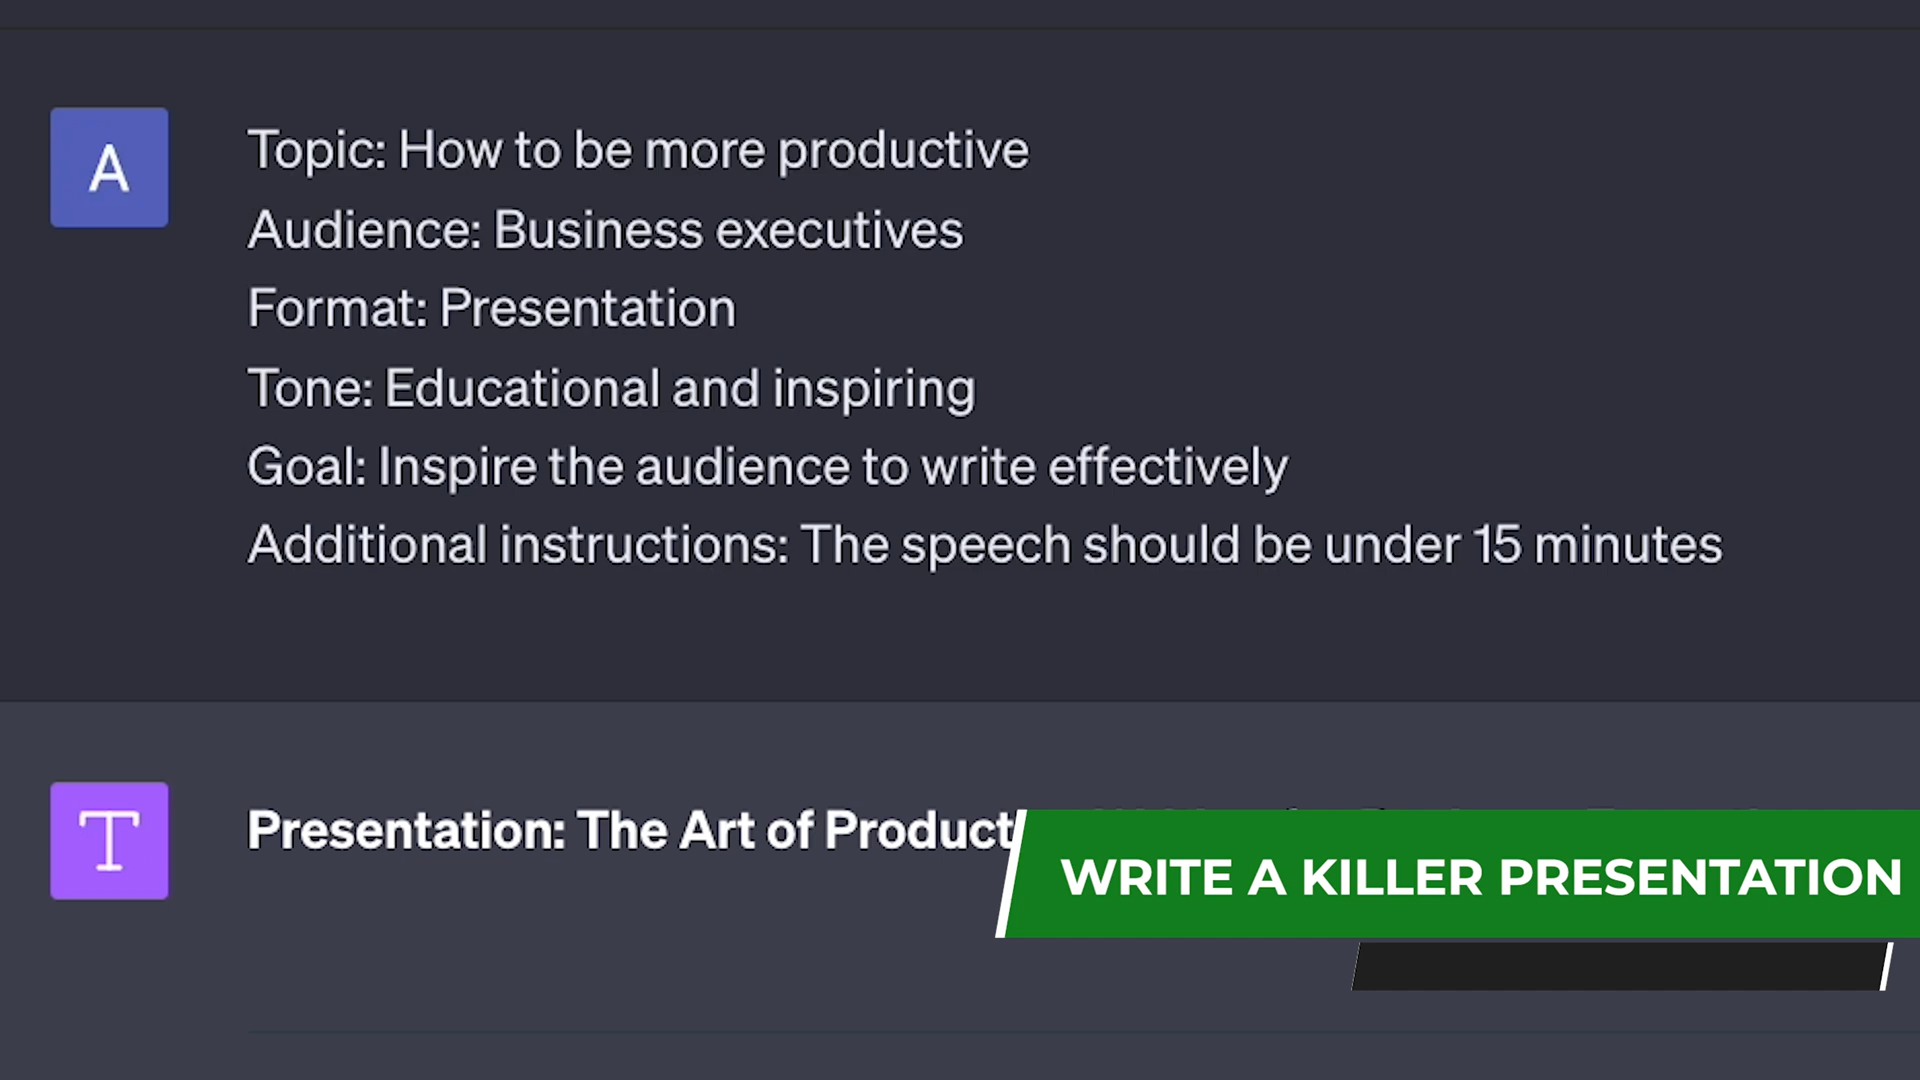 A
Topic: How to be more productive
Audience: Business executives
Format: Presentation
Tone: Educational and inspiring
Goal: Inspire the audience to write effectively
Additional instructions: The speech should be under 15 minutes
T
Presentation: The Art of
WRITE A KILLER PRESENTATION